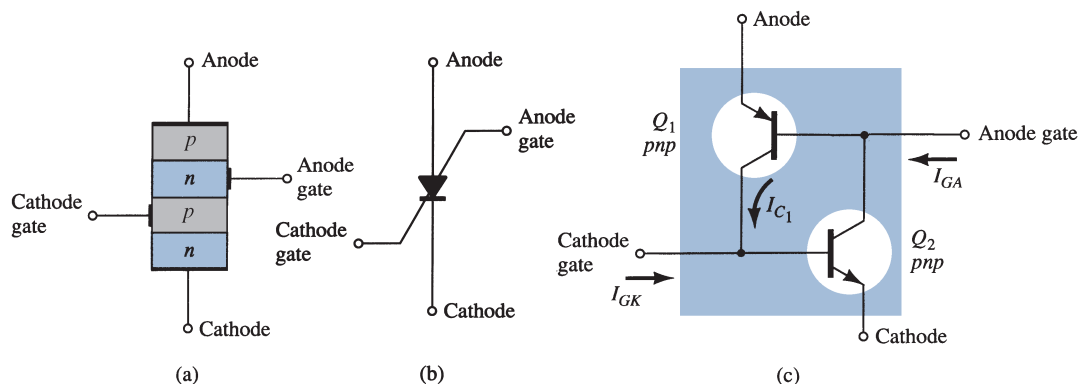 Anode
p
n
p
n
Anode
gate
Cathode
gate
Cathode
(a)
Anode
Anode
gate
Cathode
gate
Cathode
(b)
Anode
Q1
pnp
Anode gate
IGA
IC1
Cathode
gate
IGK
Q2
pnp
Cathode
(c)